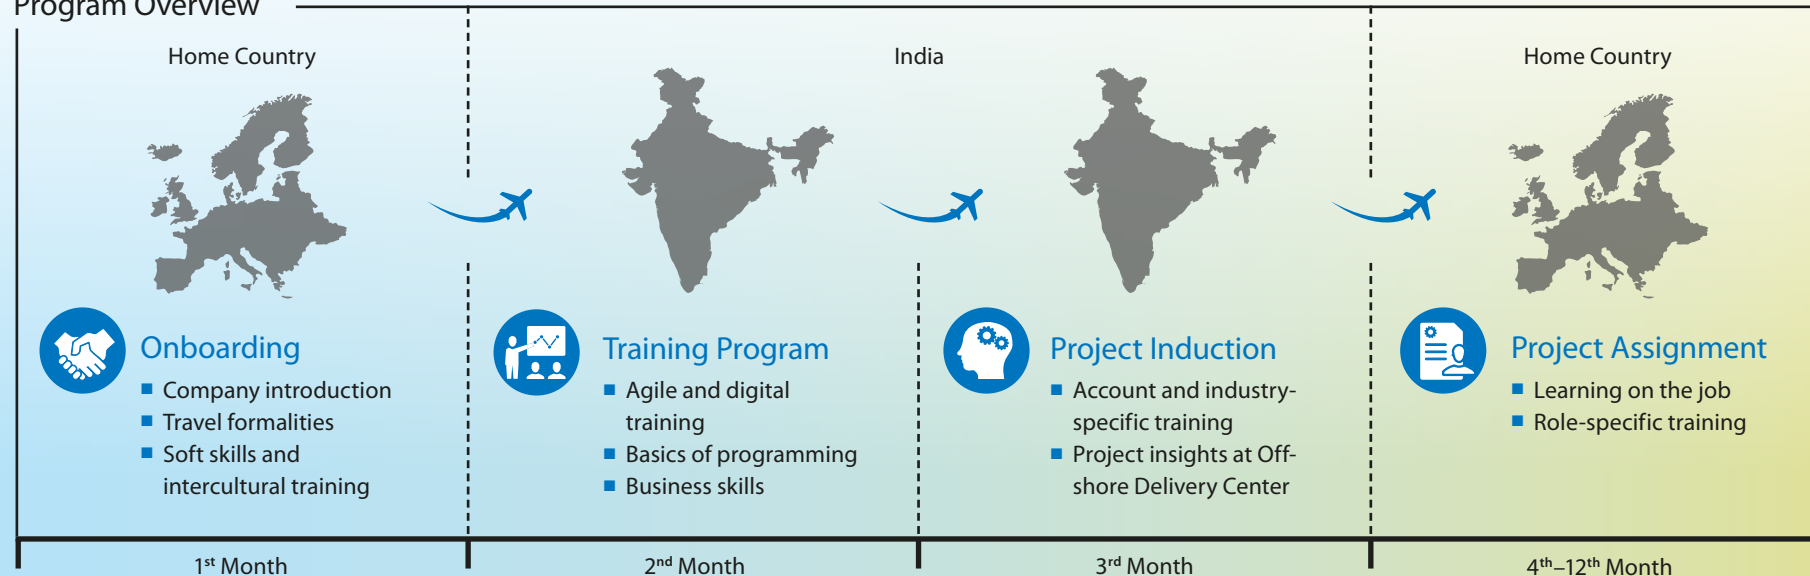 Program Overview
Home Country
India
Home Country
Onboarding
■ Company introduction
■ Travel formalities
■ Soft skills and
intercultural training
Training Program
■ Agile and digital
training
■ Basics of programming
■ Business skills
Project Induction
■ Account and industry-
specific training
■ Project insights at Off-
shore Delivery Center
Project Assignment
■ Learning on the job
■ Role-specific training
1st Month
2nd Month
3rd Month
4th–12th Month